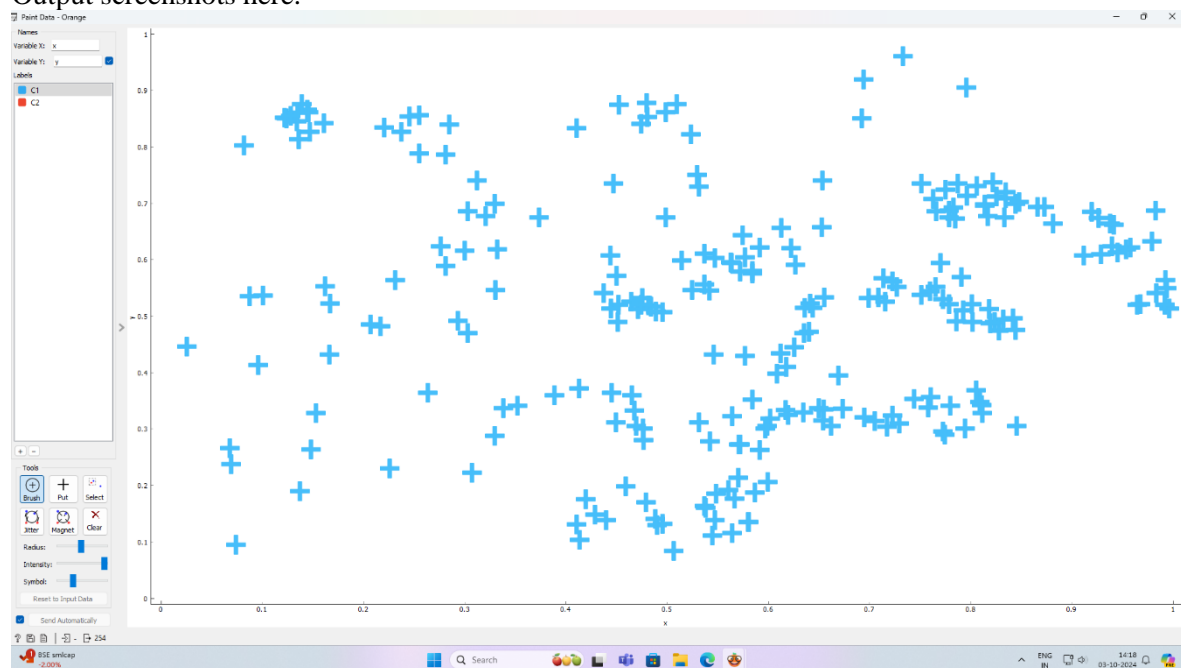 Output screenshots here:
Paint Data - Orange
Names
Variable X: x
Variable Y: y
Labels
C1
C2
Tools
Brush Put Select
Jitter Magnet Clear
Radius:
Intensity:
Symbol:
Reset to Input Data
Send Automatically
254
1
0.9
0.8
0.7
0.6
y 0.5
0.4
0.3
0.2
0.1
0
0 0.1 0.2 0.3 0.4 0.5 0.6 0.7 0.8 0.9 1
x
BSE smlcap
-2.00%
Search
ENG
IN
14:18
03-10-2024